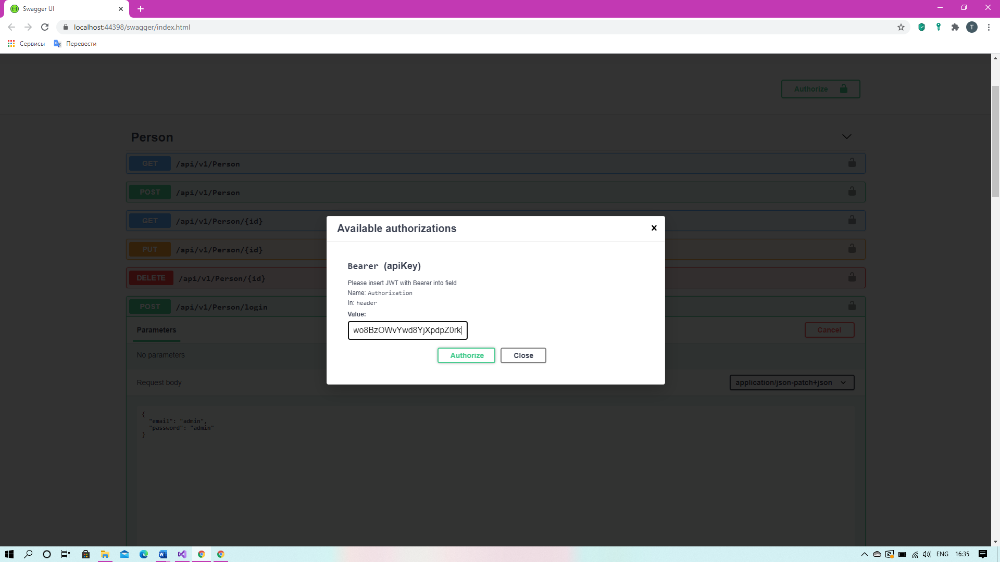 Swagger UI
localhost:44398/swagger/index.html
T
Сервисы
Перевести
Authorize
Person
GET /api/v1/Person
POST /api/v1/Person
GET /api/v1/Person/{id}
PUT /api/v1/Person/{id}
DELETE /api/v1/Person/{id}
POST /api/v1/Person/login
Parameters
Cancel
No parameters
Request body
application/json-patch+json
{
"email": "admin",
"password": "admin"
}
Available authorizations
Bearer (apiKey)
Please insert JWT with Bearer into field
Name: Authorization
In: header
Value:
wo8BzOWvYwd8YjXpdpZ0rk
Authorize
Close
ENG
16:35